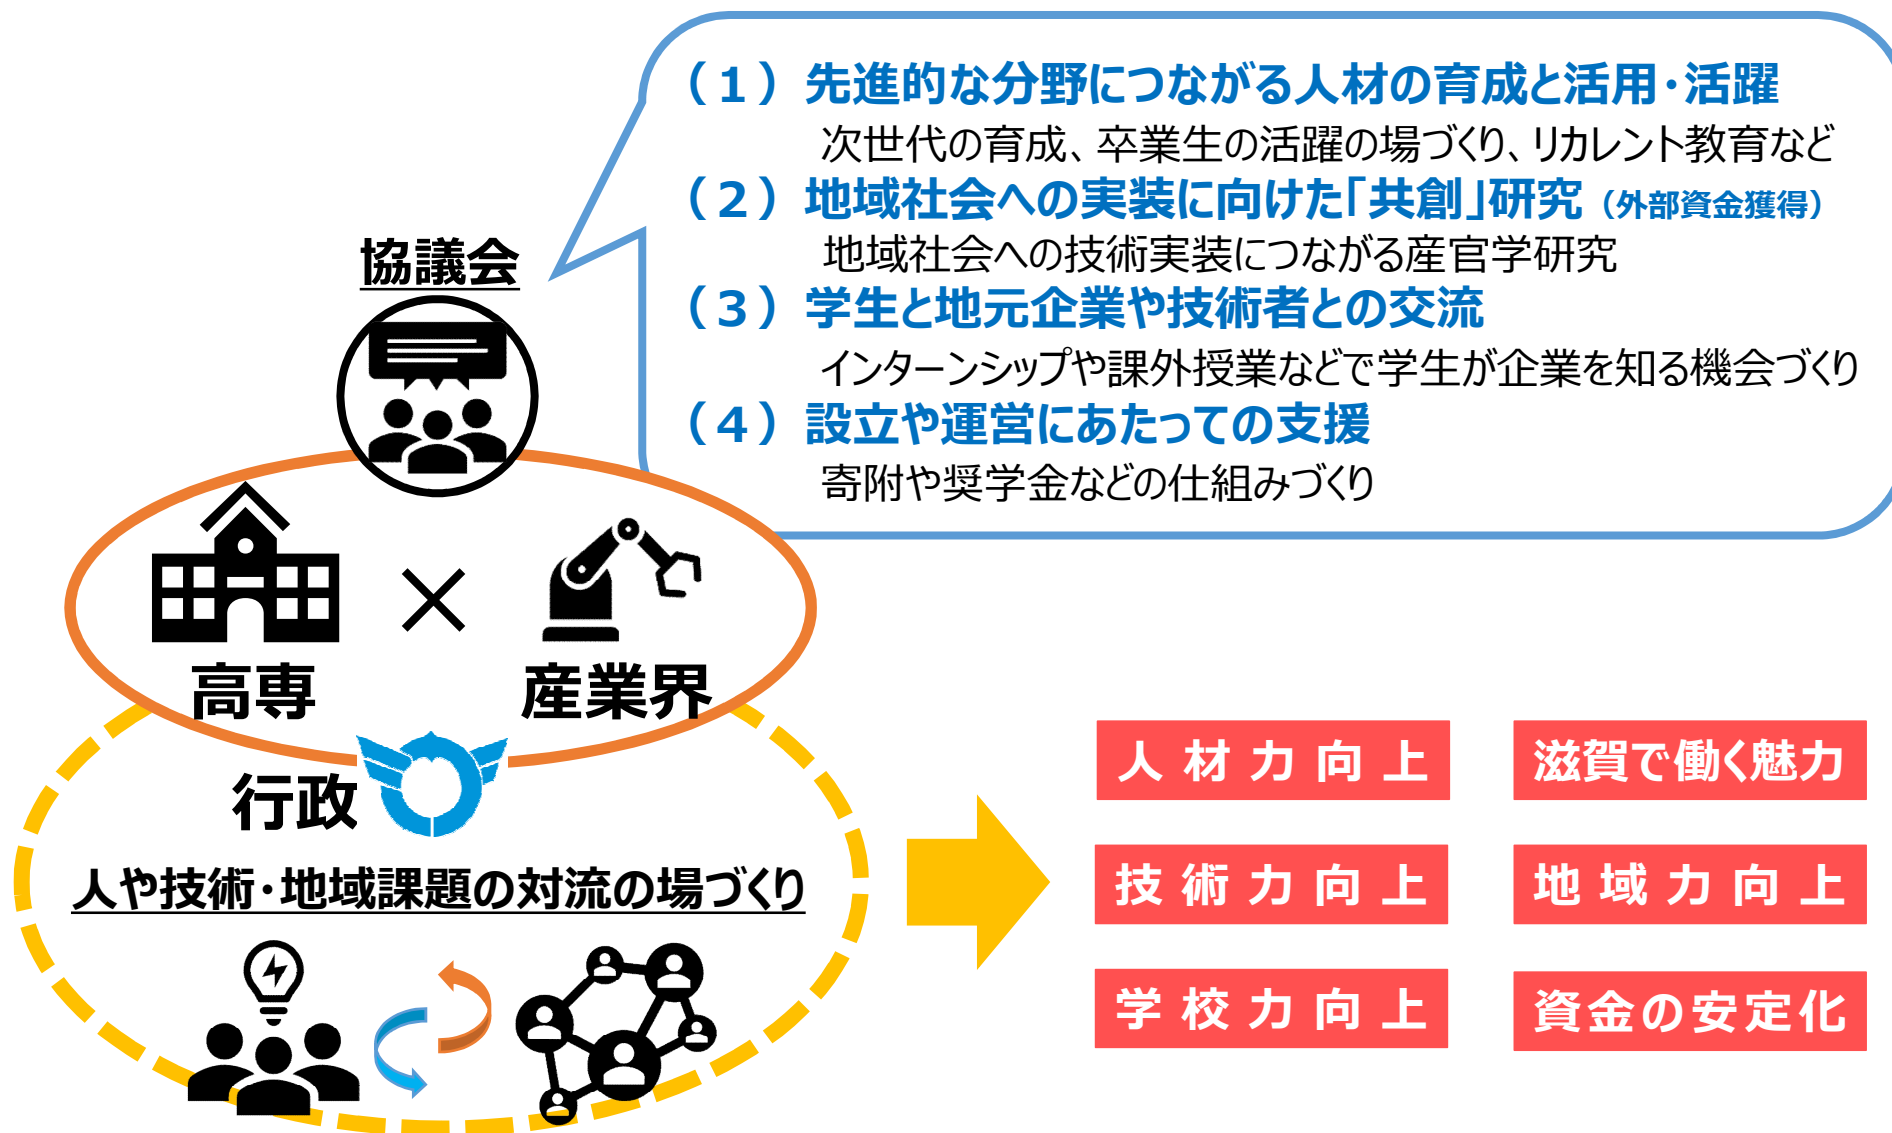 （１）先進的な分野につながる人材の育成と活用・活躍
次世代の育成、卒業生の活躍の場づくり、リカレント教育など
（２）地域社会への実装に向けた「共創」研究（外部資金獲得）
地域社会への技術実装につながる産官学研究
（３）学生と地元企業や技術者との交流
インターンシップや課外授業などで学生が企業を知る機会づくり
（４）設立や運営にあたっての支援
寄附や奨学金などの仕組みづくり
協議会
高専
×
産業界
行政
人や技術・地域課題の対流の場づくり
人材力向上
滋賀で働く魅力
技術力向上
地域力向上
学校力向上
資金の安定化